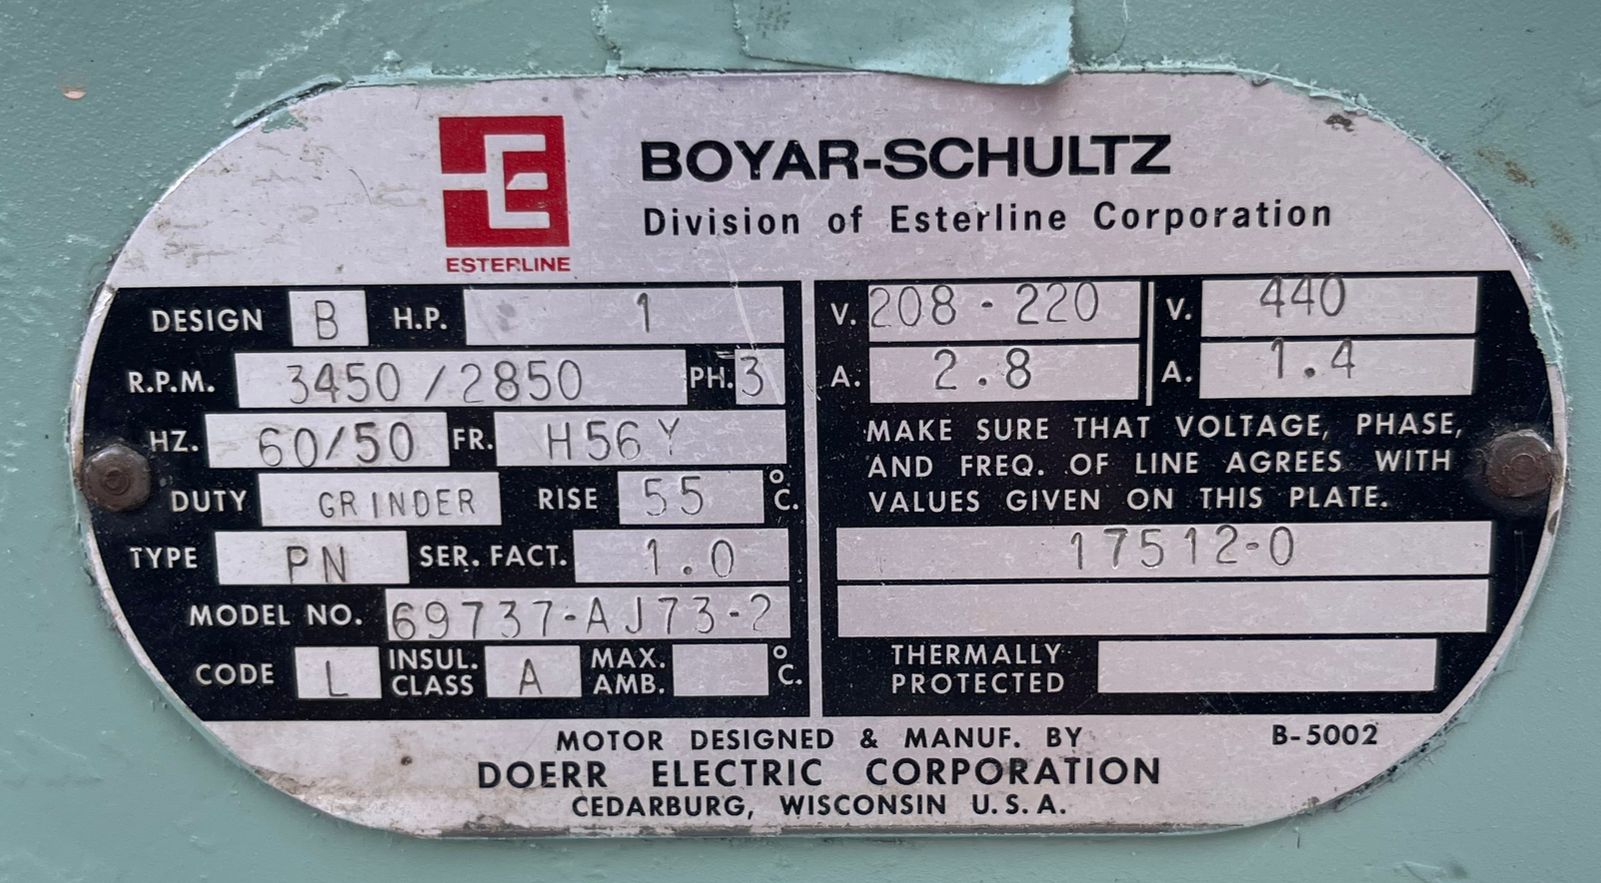 BOYAR-SCHULTZ
Division of Esterline Corporation
ESTERLINE
DESIGN B H.P. 1
R.P.M. 3450/2850 PH. 3
HZ. 60/50 FR. H56Y
DUTY GRINDER RISE 55 °C.
TYPE PN SER. FACT. 1.0
MODEL NO. 69737-AJ73-2
CODE L INSUL. CLASS A MAX. AMB. °C.
V. 208-220 V. 440
A. 2.8 A. 1.4
MAKE SURE THAT VOLTAGE, PHASE,
AND FREQ. OF LINE AGREES WITH
VALUES GIVEN ON THIS PLATE.
17512-0
THERMALLY
PROTECTED
MOTOR DESIGNED & MANUF. BY
B-5002
DOERR ELECTRIC CORPORATION
CEDARBURG, WISCONSIN U.S.A.